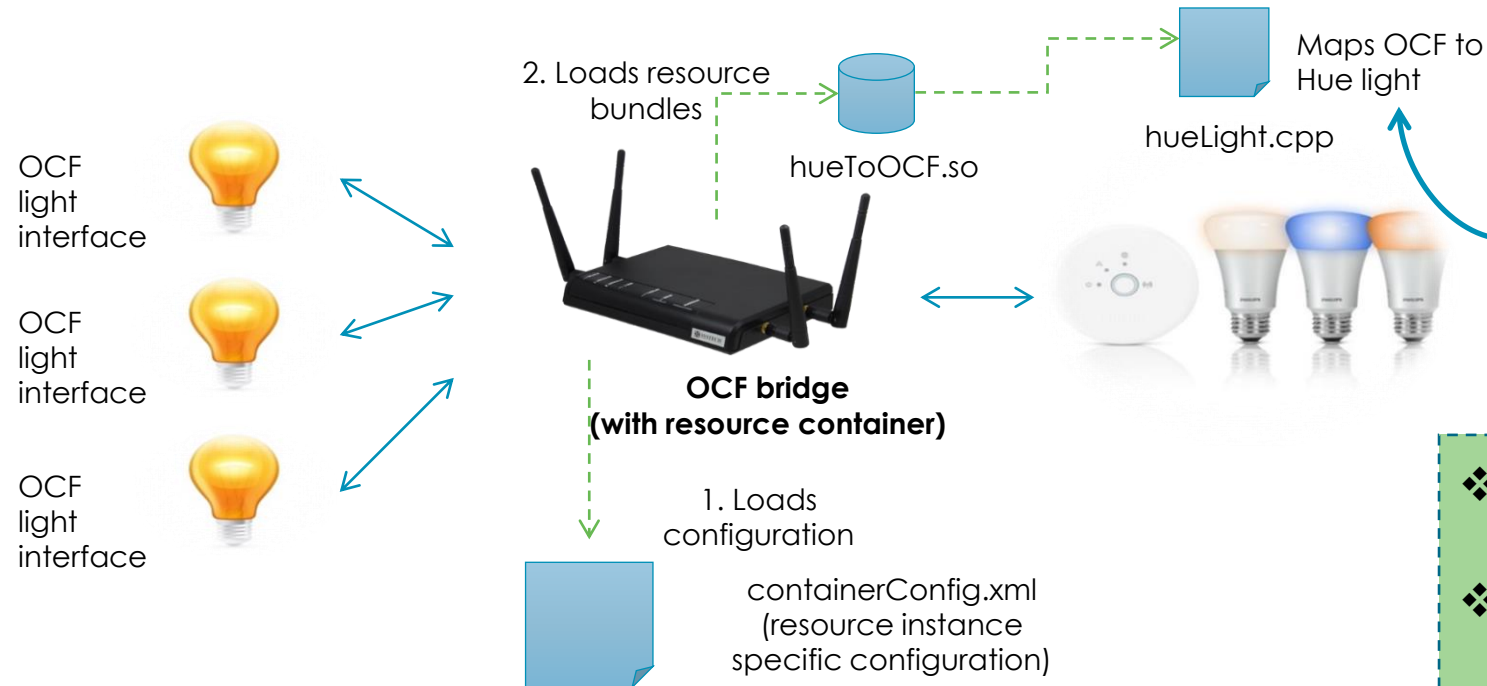 2. Loads resource
bundles
Maps OCF to
Hue light
hueLight.cpp
hueToOCF.so
OCF
light
interface
OCF
light
interface
OCF
light
interface
OCF bridge
(with resource container)
1. Loads
configuration
containerConfig.xml
(resource instance
specific configuration)